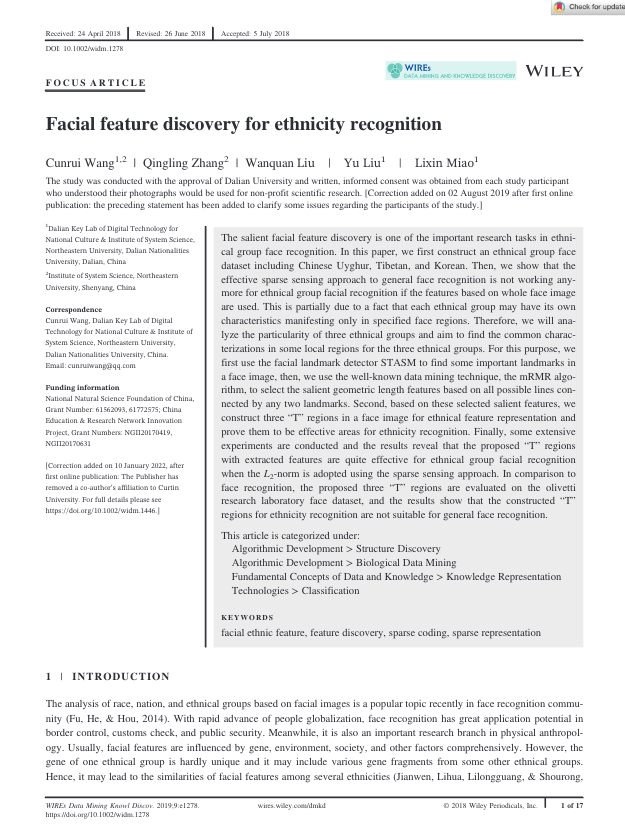 Check for update
Received: 24 April 2018 | Revised: 26 June 2018 | Accepted: 5 July 2018
DOI: 10.1002/widm.1278
FOCUS ARTICLE
WIREs
DATA MINING AND KNOWLEDGE DISCOVERY
WILEY
Facial feature discovery for ethnicity recognition
Cunrui Wang1,2 | Qingling Zhang2 | Wanquan Liu | Yu Liu1 | Lixin Miao1
The study was conducted with the approval of Dalian University and written, informed consent was obtained from each study participant
who understood their photographs would be used for non-profit scientific research. [Correction added on 02 August 2019 after first online
publication: the preceding statement has been added to clarify some issues regarding the participants of the study.]
1Dalian Key Lab of Digital Technology for
National Culture & Institute of System Science,
Northeastern University, Dalian Nationalities
University, Dalian, China
2Institute of System Science, Northeastern
University, Shenyang, China
Correspondence
Cunrui Wang, Dalian Key Lab of Digital
Technology for National Culture & Institute of
System Science, Northeastern University,
Dalian Nationalities University, China.
Email: cunruiwang@qq.com
Funding information
National Natural Science Foundation of China,
Grant Number: 61562093, 61772575; China
Education & Research Network Innovation
Project, Grant Numbers: NGII20170419,
NGII20170631
[Correction added on 10 January 2022, after
first online publication: The Publisher has
removed a co-author's affiliation to Curtin
University. For full details please see
https://doi.org/10.1002/widm.1446.]
The salient facial feature discovery is one of the important research tasks in ethni-
cal group face recognition. In this paper, we first construct an ethnical group face
dataset including Chinese Uyghur, Tibetan, and Korean. Then, we show that the
effective sparse sensing approach to general face recognition is not working any-
more for ethnical group facial recognition if the features based on whole face image
are used. This is partially due to a fact that each ethnical group may have its own
characteristics manifesting only in specified face regions. Therefore, we will ana-
lyze the particularity of three ethnical groups and aim to find the common charac-
terizations in some local regions for the three ethnical groups. For this purpose, we
first use the facial landmark detector STASM to find some important landmarks in
a face image, then, we use the well-known data mining technique, the mRMR algo-
rithm, to select the salient geometric length features based on all possible lines con-
nected by any two landmarks. Second, based on these selected salient features, we
construct three “T” regions in a face image for ethnical feature representation and
prove them to be effective areas for ethnicity recognition. Finally, some extensive
experiments are conducted and the results reveal that the proposed “T” regions
with extracted features are quite effective for ethnical group facial recognition
when the L2-norm is adopted using the sparse sensing approach. In comparison to
face recognition, the proposed three “T” regions are evaluated on the olivetti
research laboratory face dataset, and the results show that the constructed “T”
regions for ethnicity recognition are not suitable for general face recognition.
This article is categorized under:
Algorithmic Development > Structure Discovery
Algorithmic Development > Biological Data Mining
Fundamental Concepts of Data and Knowledge > Knowledge Representation
Technologies > Classification
KEYWORDS
facial ethnic feature, feature discovery, sparse coding, sparse representation
1 | INTRODUCTION
The analysis of race, nation, and ethnical groups based on facial images is a popular topic recently in face recognition commu-
nity (Fu, He, & Hou, 2014). With rapid advance of people globalization, face recognition has great application potential in
border control, customs check, and public security. Meanwhile, it is also an important research branch in physical anthropol-
ogy. Usually, facial features are influenced by gene, environment, society, and other factors comprehensively. However, the
gene of one ethnical group is hardly unique and it may include various gene fragments from some other ethnical groups.
Hence, it may lead to the similarities of facial features among several ethnicities (Jianwen, Lihua, Lilongguang, & Shourong,
WIREs Data Mining Knowl Discov. 2019;9:e1278.
https://doi.org/10.1002/widm.1278
wires.wiley.com/dmkd
© 2018 Wiley Periodicals, Inc. | 1 of 17